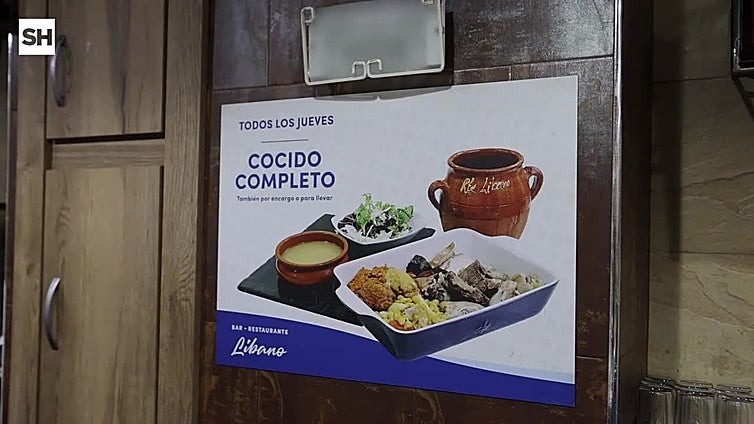 SH
TODOS LOS JUEVES
COCIDO
COMPLETO
También por encargo o para llevar
Rte Líbano
BAR - RESTAURANTE
Líbano